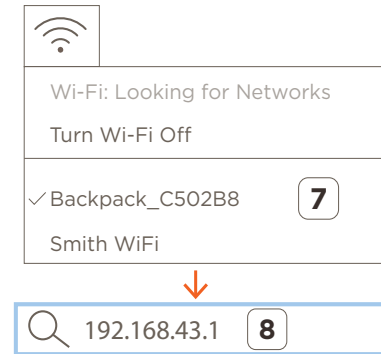 Wi-Fi: Looking for Networks
Turn Wi-Fi Off
Backpack_C502B8 7
Smith WiFi
192.168.43.1 8